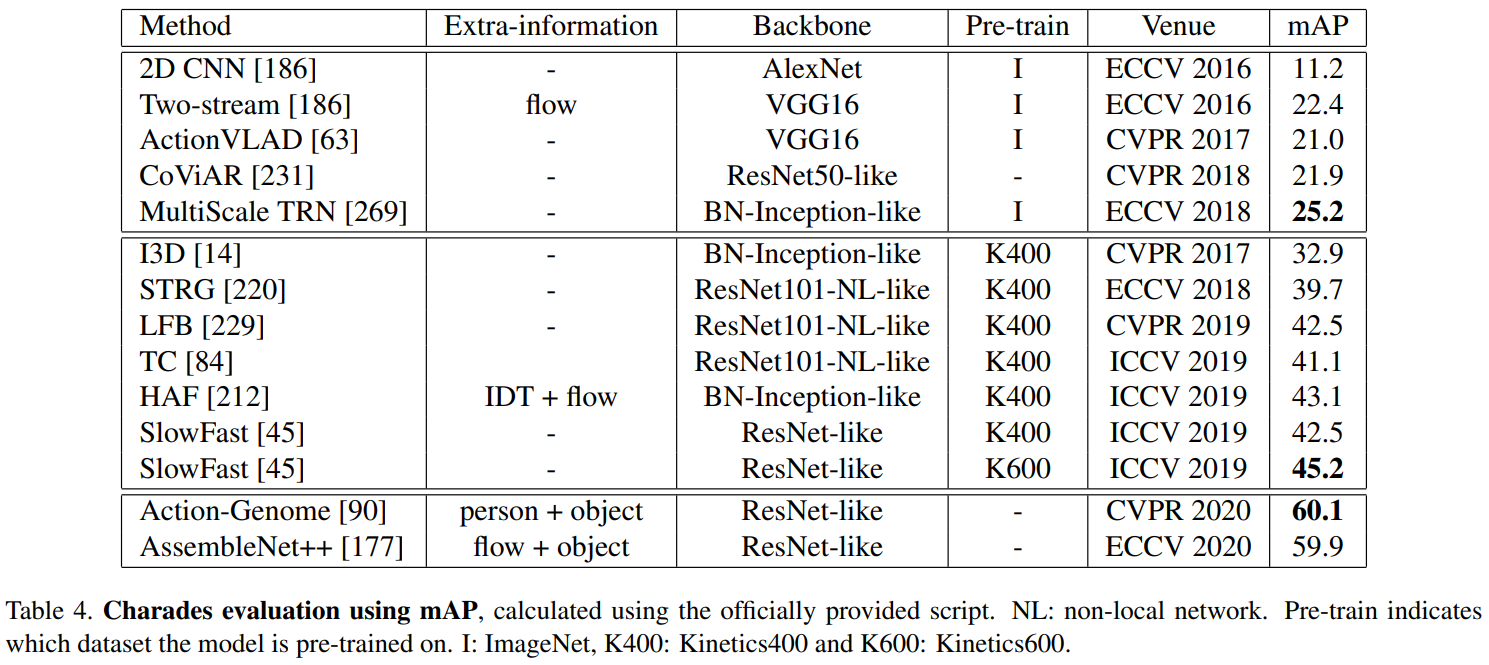 Method Extra-information Backbone Pre-train Venue mAP
2D CNN [186] - AlexNet I ECCV 2016 11.2
Two-stream [186] flow VGG16 I ECCV 2016 22.4
ActionVLAD [63] - VGG16 I CVPR 2017 21.0
CoViAR [231] - ResNet50-like - CVPR 2018 21.9
MultiScale TRN [269] - BN-Inception-like I ECCV 2018 25.2
I3D [14] - BN-Inception-like K400 CVPR 2017 32.9
STRG [220] - ResNet101-NL-like K400 ECCV 2018 39.7
LFB [229] - ResNet101-NL-like K400 CVPR 2019 42.5
TC [84] - ResNet101-NL-like K400 ICCV 2019 41.1
HAF [212] IDT + flow BN-Inception-like K400 ICCV 2019 43.1
SlowFast [45] - ResNet-like K400 ICCV 2019 42.5
SlowFast [45] - ResNet-like K600 ICCV 2019 45.2
Action-Genome [90] person + object ResNet-like - CVPR 2020 60.1
AssembleNet++ [177] flow + object ResNet-like - ECCV 2020 59.9
Table 4. Charades evaluation using mAP, calculated using the officially provided script. NL: non-local network. Pre-train indicates
which dataset the model is pre-trained on. I: ImageNet, K400: Kinetics400 and K600: Kinetics600.